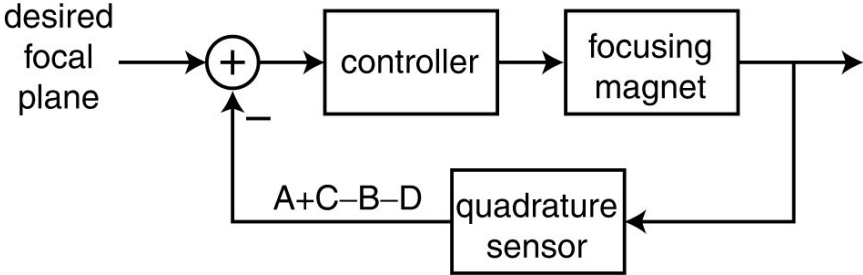 desired
focal
plane
+
controller
focusing
magnet
–
A+C–B–D
quadrature
sensor